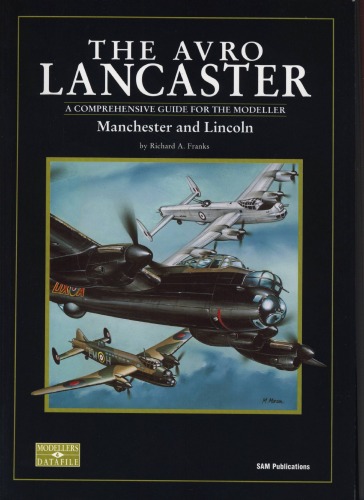 THE AVRO
LANCASTER
A COMPREHENSIVE GUIDE FOR THE MODELLER
Manchester and Lincoln
by Richard A. Franks
MODELLERS
DATAFILE
SAM Publications